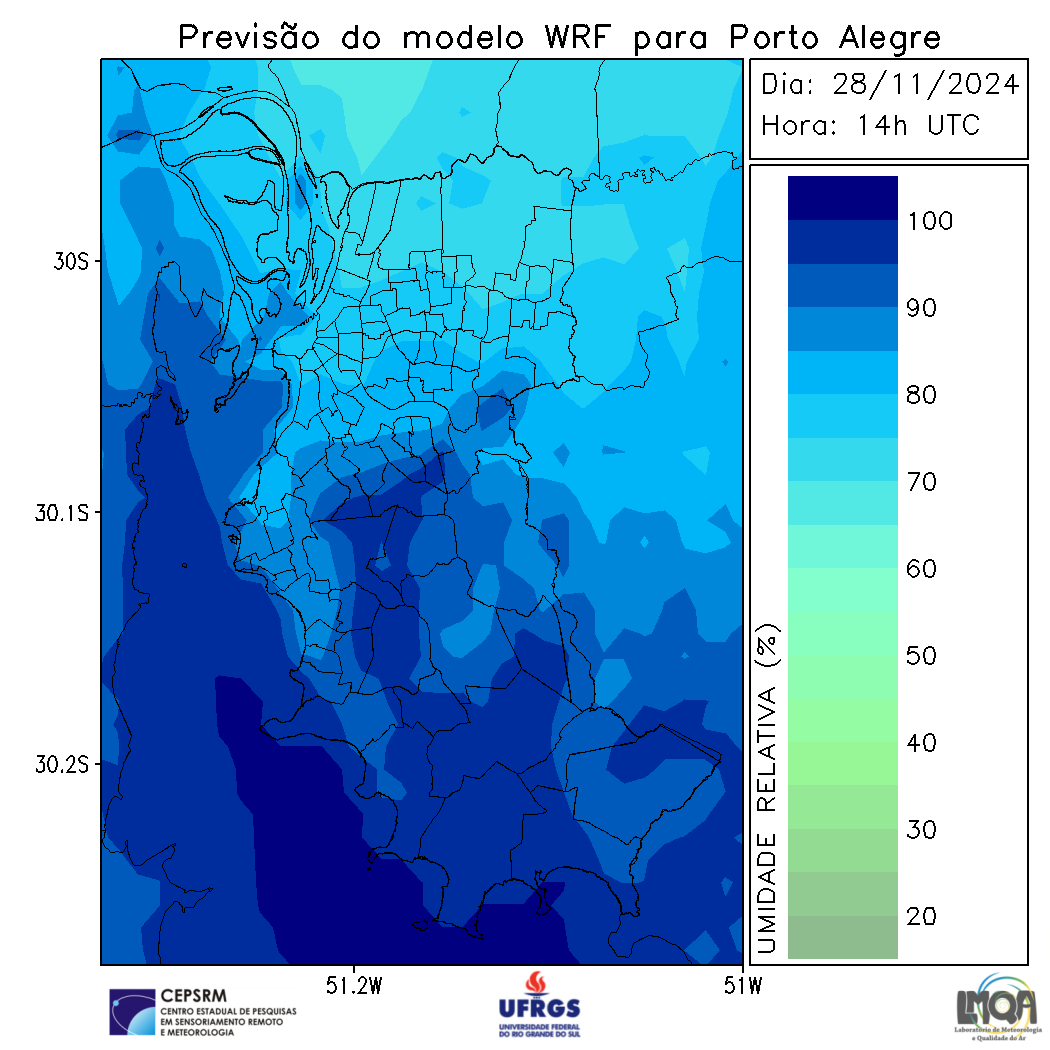 Previsão do modelo WRF para Porto Alegre
Dia: 28/11/2024
Hora: 14h UTC
30S
30.1S
30.2S
51.2W
51W
UMIDADE RELATIVA (%)
100
90
80
70
60
50
40
30
20
CEPSRM
CENTRO ESTADUAL DE PESQUISAS
EM SENSORIAMENTO REMOTO
E METEOROLOGIA
UFRGS
UNIVERSIDADE FEDERAL
DO RIO GRANDE DO SUL
LMQA
Laboratório de Meteorologia
e Qualidade do Ar